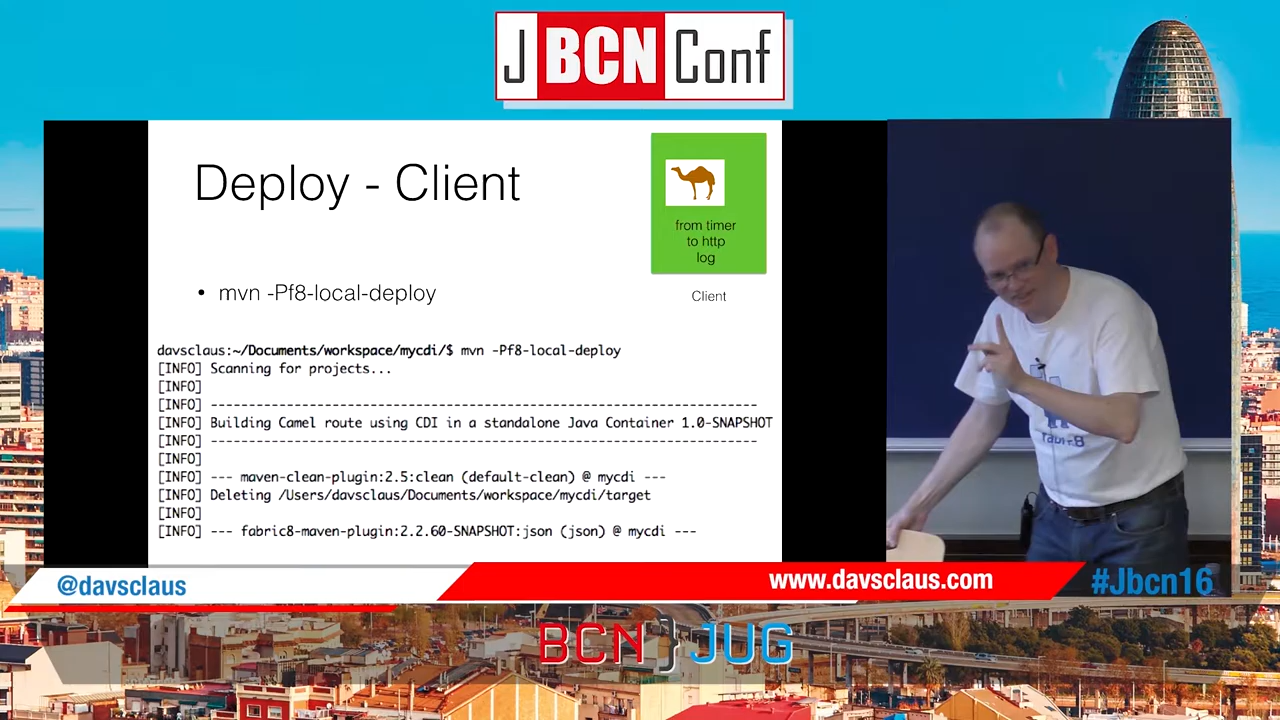 J BCN Conf
Deploy - Client
from timer
to http
log
Client
• mvn -Pf8-local-deploy
davsclaus:~/Documents/workspace/mycdi/$ mvn -Pf8-local-deploy
[INFO] Scanning for projects...
[INFO]
[INFO] ------------------------------------------------------------------------
[INFO] Building Camel route using CDI in a standalone Java Container 1.0-SNAPSHOT
[INFO] ------------------------------------------------------------------------
[INFO]
[INFO] --- maven-clean-plugin:2.5:clean (default-clean) @ mycdi ---
[INFO] Deleting /Users/davsclaus/Documents/workspace/mycdi/target
[INFO]
[INFO] --- fabric8-maven-plugin:2.2.60-SNAPSHOT:json (json) @ mycdi ---
fabric8
@davsclaus
www.davsclaus.com
#Jbcn16
BCN JUG